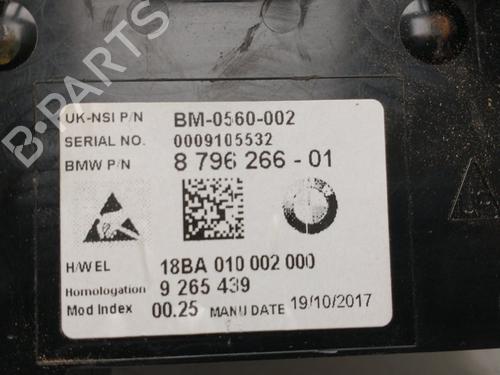 B-PARTS
UK-NSI P/N BM-0560-002
SERIAL NO. 0009105532
BMW P/N 8 796 266 - 01
H/W EL 18BA 010 002 000
Homologation 9 265 439
Mod Index 00.25 MANU DATE 19/10/2017